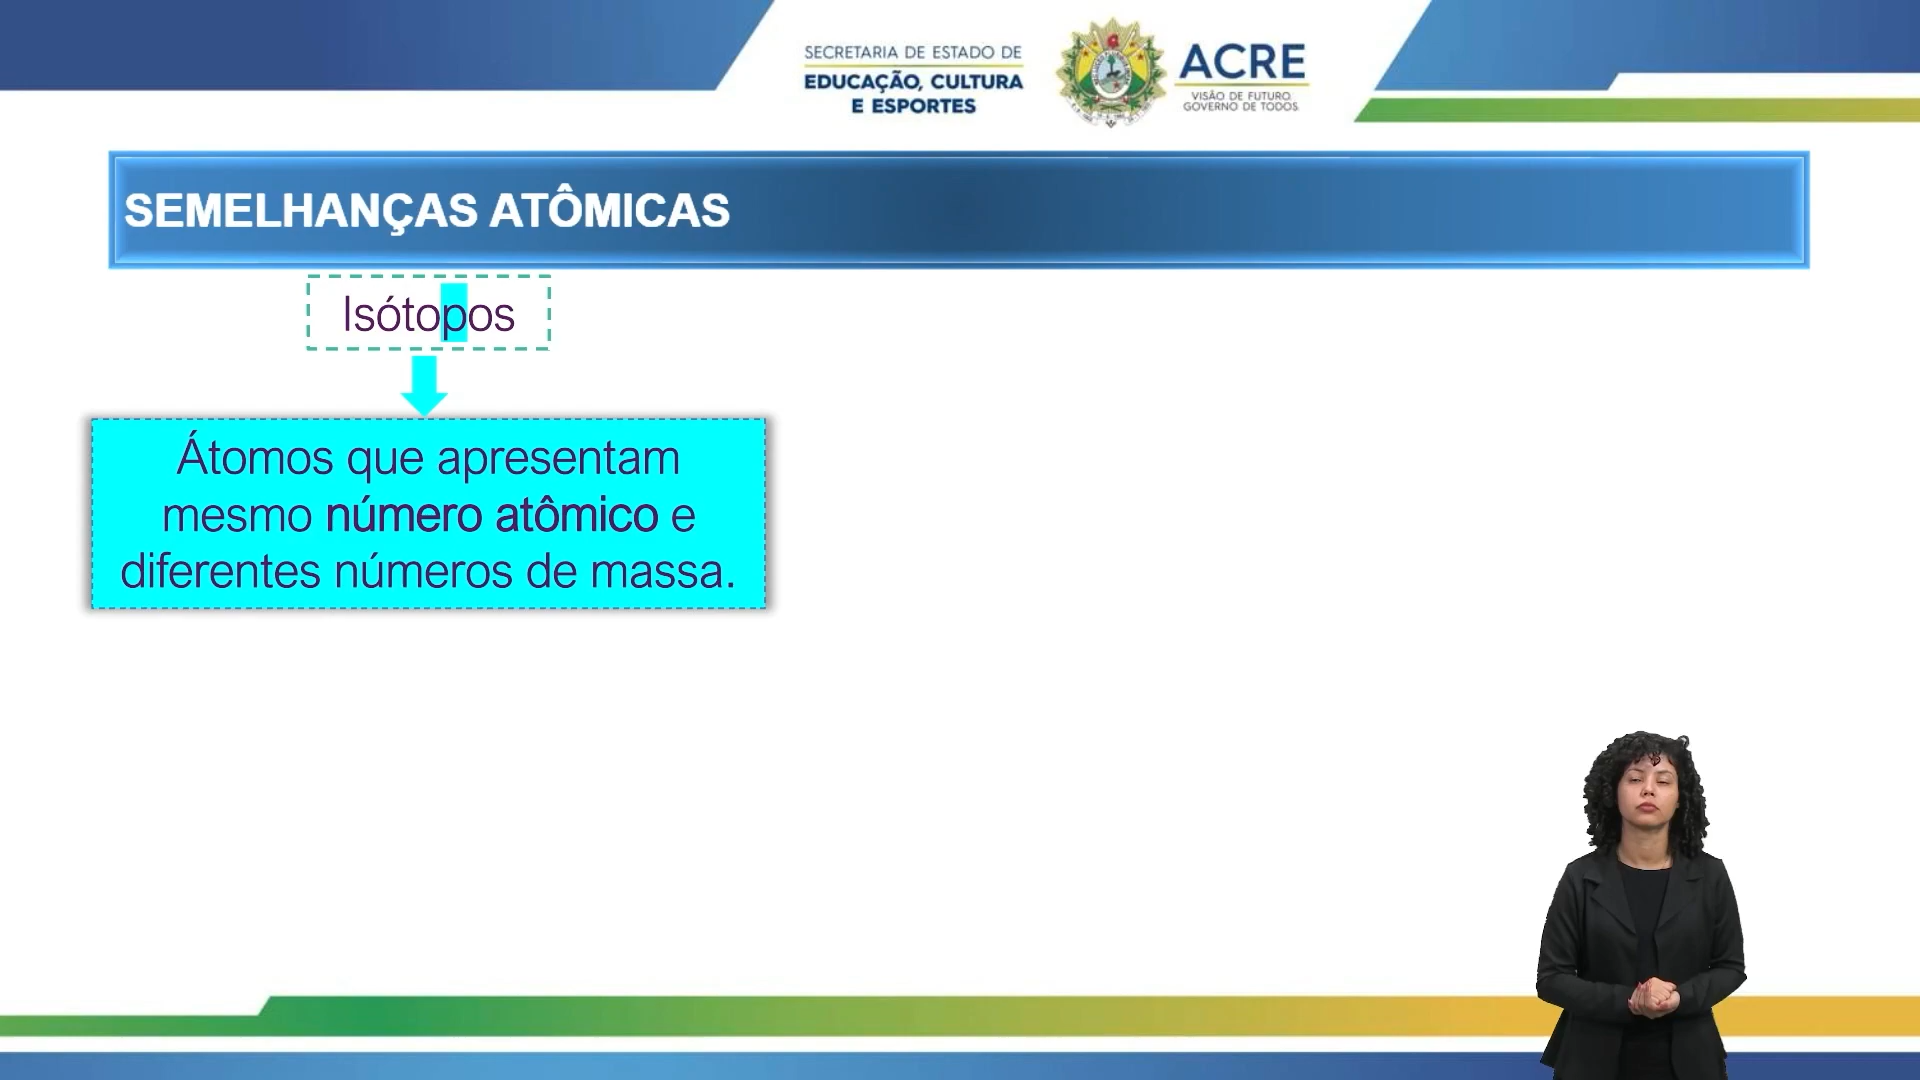 SECRETARIA DE ESTADO DE
EDUCAÇÃO, CULTURA
E ESPORTES
ACRE
VISÃO DE FUTURO.
GOVERNO DE TODOS
SEMELHANÇAS ATÔMICAS
Isótopos
Átomos que apresentam
mesmo número atômico e
diferentes números de massa.